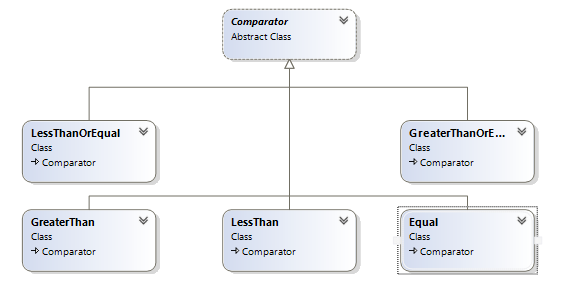 Comparator
Abstract Class
LessThanOrEqual
Class
Comparator
GreaterThanOrE...
Class
Comparator
GreaterThan
Class
Comparator
LessThan
Class
Comparator
Equal
Class
Comparator